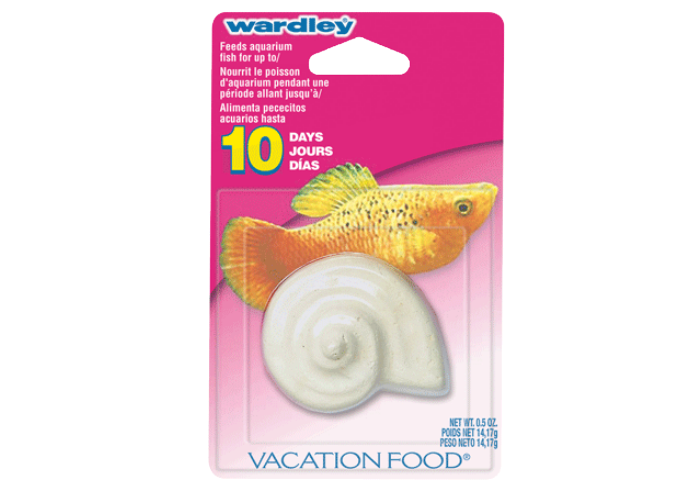 wardley®
Feeds aquarium
fish for up to/
Nourrit le poisson
d'aquarium pendant une
période allant jusqu'à/
Alimenta pececitos
acuarios hasta
10 DAYS
JOURS
DÍAS
NET WT. 0.5 OZ.
POIDS NET 14,17g
PESO NETO 14,17g
VACATION FOOD®